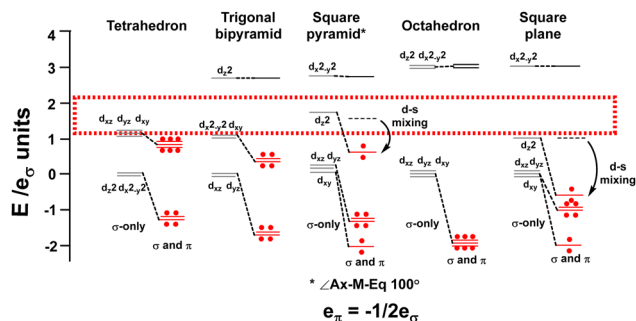 Tetrahedron
Trigonal bipyramid
Square pyramid*
Octahedron
Square plane
E /eσ units
4
3
2
1
0
-1
-2
dxz dyz dxy
dz2 dx2-y2
σ-only
σ and π
dz2
dx2-y2 dxy
dxz dyz
dx2-y2
dz2
d-s mixing
dxz dyz
dxy
σ-only
σ and π
dz2 dx2-y2
dxz dyz dxy
σ-only
σ and π
dx2-y2
dz2
d-s mixing
dxz dyz
dxy
σ-only
σ and π
* ∠Ax-M-Eq 100°
eπ = -1/2eσ